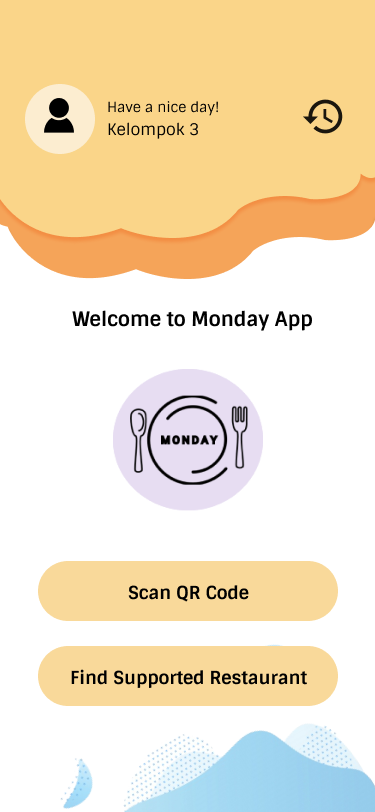 Have a nice day!
Kelompok 3
Welcome to Monday App
MONDAY
Scan QR Code
Find Supported Restaurant